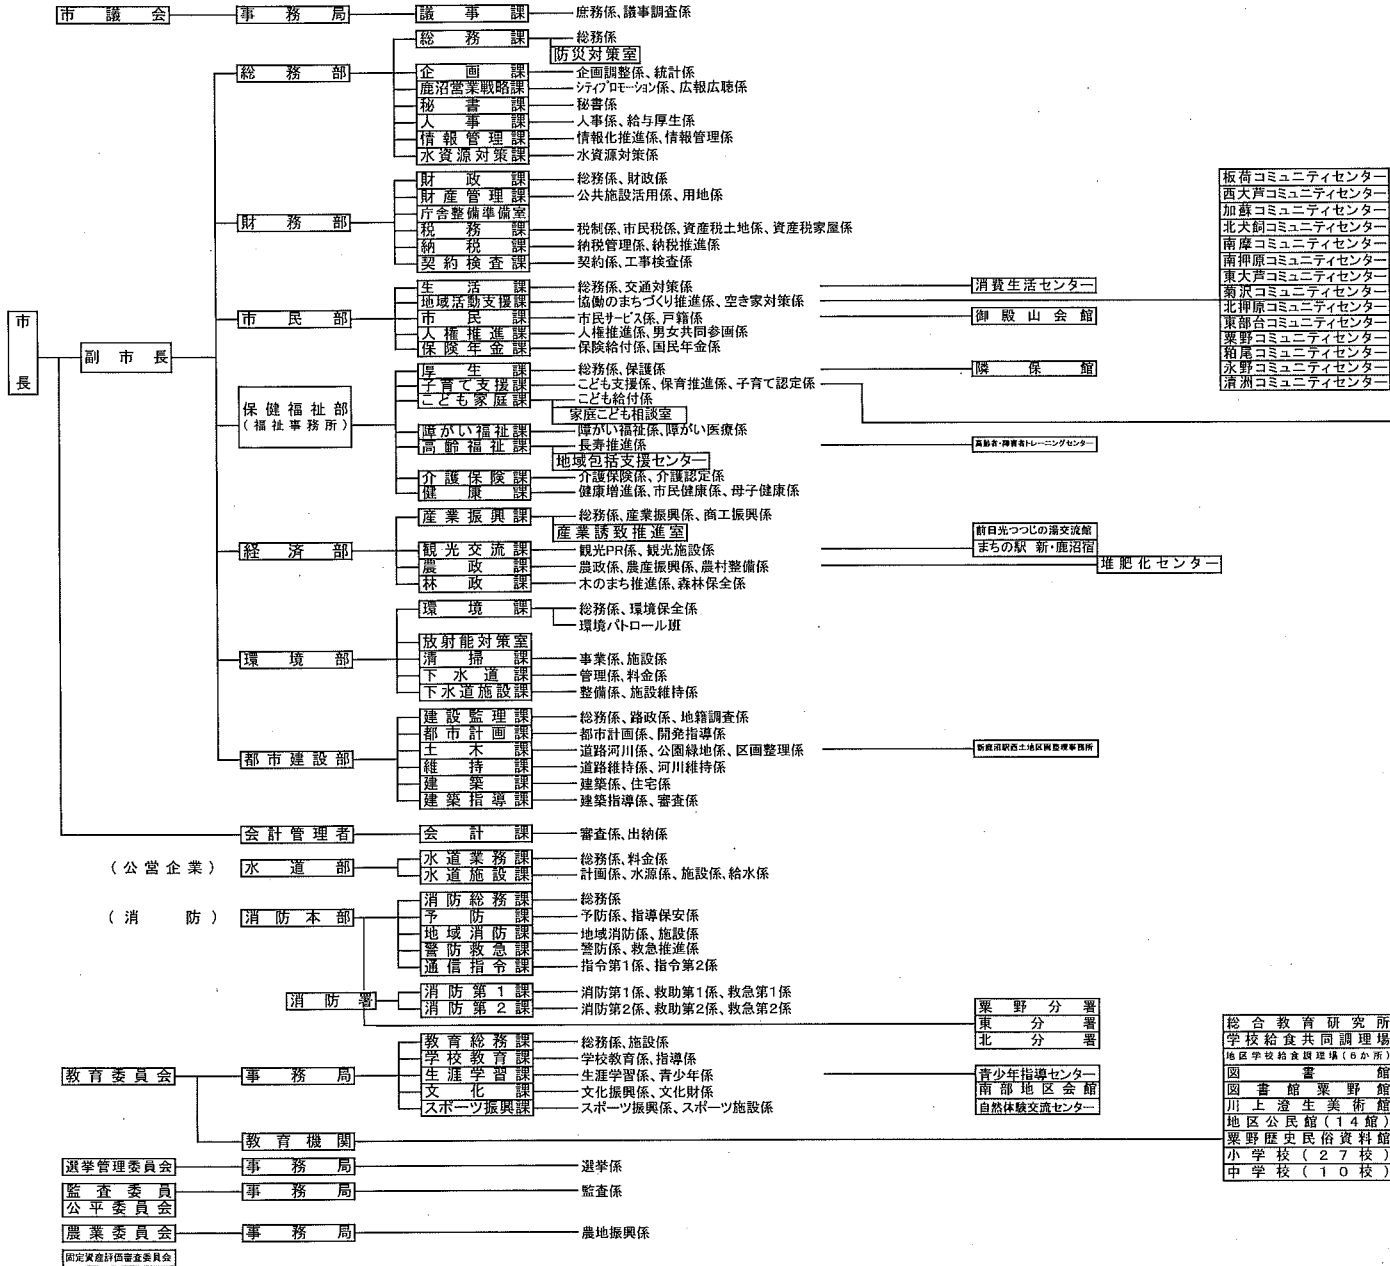 市議会 事務局 議事課 庶務係、議事調査係
総務課 総務係
防災対策室
総務部 企画課 企画調整係、統計係
鹿沼営業戦略課 シティプロモーション係、広報広聴係
秘書課 秘書係
人事課 人事係、給与厚生係
情報管理課 情報化推進係、情報管理係
水資源対策課 水資源対策係
財政課 総務係、財政係
財産管理課 公共施設活用係、用地係
庁舎整備準備室
財務部 税務課 税制係、市民税係、資産税土地係、資産税家屋係
納税課 納税管理係、納税推進係
契約検査課 契約係、工事検査係
板荷コミュニティセンター
西大芦コミュニティセンター
加蘇コミュニティセンター
北犬飼コミュニティセンター
南摩コミュニティセンター
南押原コミュニティセンター
東大芦コミュニティセンター
菊沢コミュニティセンター
北押原コミュニティセンター
東部台コミュニティセンター
粟野コミュニティセンター
粕尾コミュニティセンター
永野コミュニティセンター
清洲コミュニティセンター
生活課 総務係、交通対策係 消費生活センター
地域活動支援課 協働のまちづくり推進係、空き家対策係
市民部 市民課 市民サービス係、戸籍係 御殿山会館
人権推進課 人権推進係、男女共同参画係
保険年金課 保険給付係、国民年金係
市長
副市長
厚生課 総務係、保護係 隣保館
子育て支援課 こども支援係、保育推進係、子育て認定係
こども家庭課 こども給付係
家庭こども相談室
保健福祉部
(福祉事務所)
障がい福祉課 障がい福祉係、障がい医療係
高齢福祉課 長寿推進係 高齢者・障害者トレーニングセンター
地域包括支援センター
介護保険課 介護保険係、介護認定係
健康課 健康増進係、市民健康係、母子健康係
産業振興課 総務係、産業振興係、商工振興係
産業誘致推進室
前日光つつじの湯交流館
経済部 観光交流課 観光PR係、観光施設係 まちの駅 新・鹿沼宿
農政課 農政係、農産振興係、農村整備係 堆肥化センター
林政課 木のまち推進係、森林保全係
環境課 総務係、環境保全係
環境パトロール班
放射能対策室
環境部 清掃課 事業係、施設係
下水道課 管理係、料金係
下水道施設課 整備係、施設維持係
建設監理課 総務係、路政係、地籍調査係
都市計画課 都市計画係、開発指導係
都市建設部 土木課 道路河川係、公園緑地係、区画整理係 新鹿沼駅西土地区画整理事務所
維持課 道路維持係、河川維持係
建築課 建築係、住宅係
建築指導課 建築指導係、審査係
会計管理者 会計課 審査係、出納係
(公営企業) 水道部 水道業務課 総務係、料金係
水道施設課 計画係、水源係、施設係、給水係
消防総務課 総務係
(消防) 消防本部 予防課 予防係、指導保安係
地域消防課 地域消防係、施設係
警防救急課 警防係、救急推進係
通信指令課 指令第1係、指令第2係
消防署 消防第1課 消防第1係、救助第1係、救急第1係
消防第2課 消防第2係、救助第2係、救急第2係
粟野分署
東分署
北分署
教育総務課 総務係、施設係
学校教育課 学校教育係、指導係
教育委員会 事務局 生涯学習課 生涯学習係、青少年係 青少年指導センター
文化課 文化振興係、文化財係 南部地区会館
スポーツ振興課 スポーツ振興係、スポーツ施設係 自然体験交流センター
教育機関
総合教育研究所
学校給食共同調理場
地区学校給食調理場(6か所)
図書館
図書館粟野館
川上澄生美術館
地区公民館(14館)
粟野歴史民俗資料館
小学校(27校)
中学校(10校)
選挙管理委員会 事務局 選挙係
監査委員 事務局 監査係
公平委員会
農業委員会 事務局 農地振興係
固定資産評価審査委員会